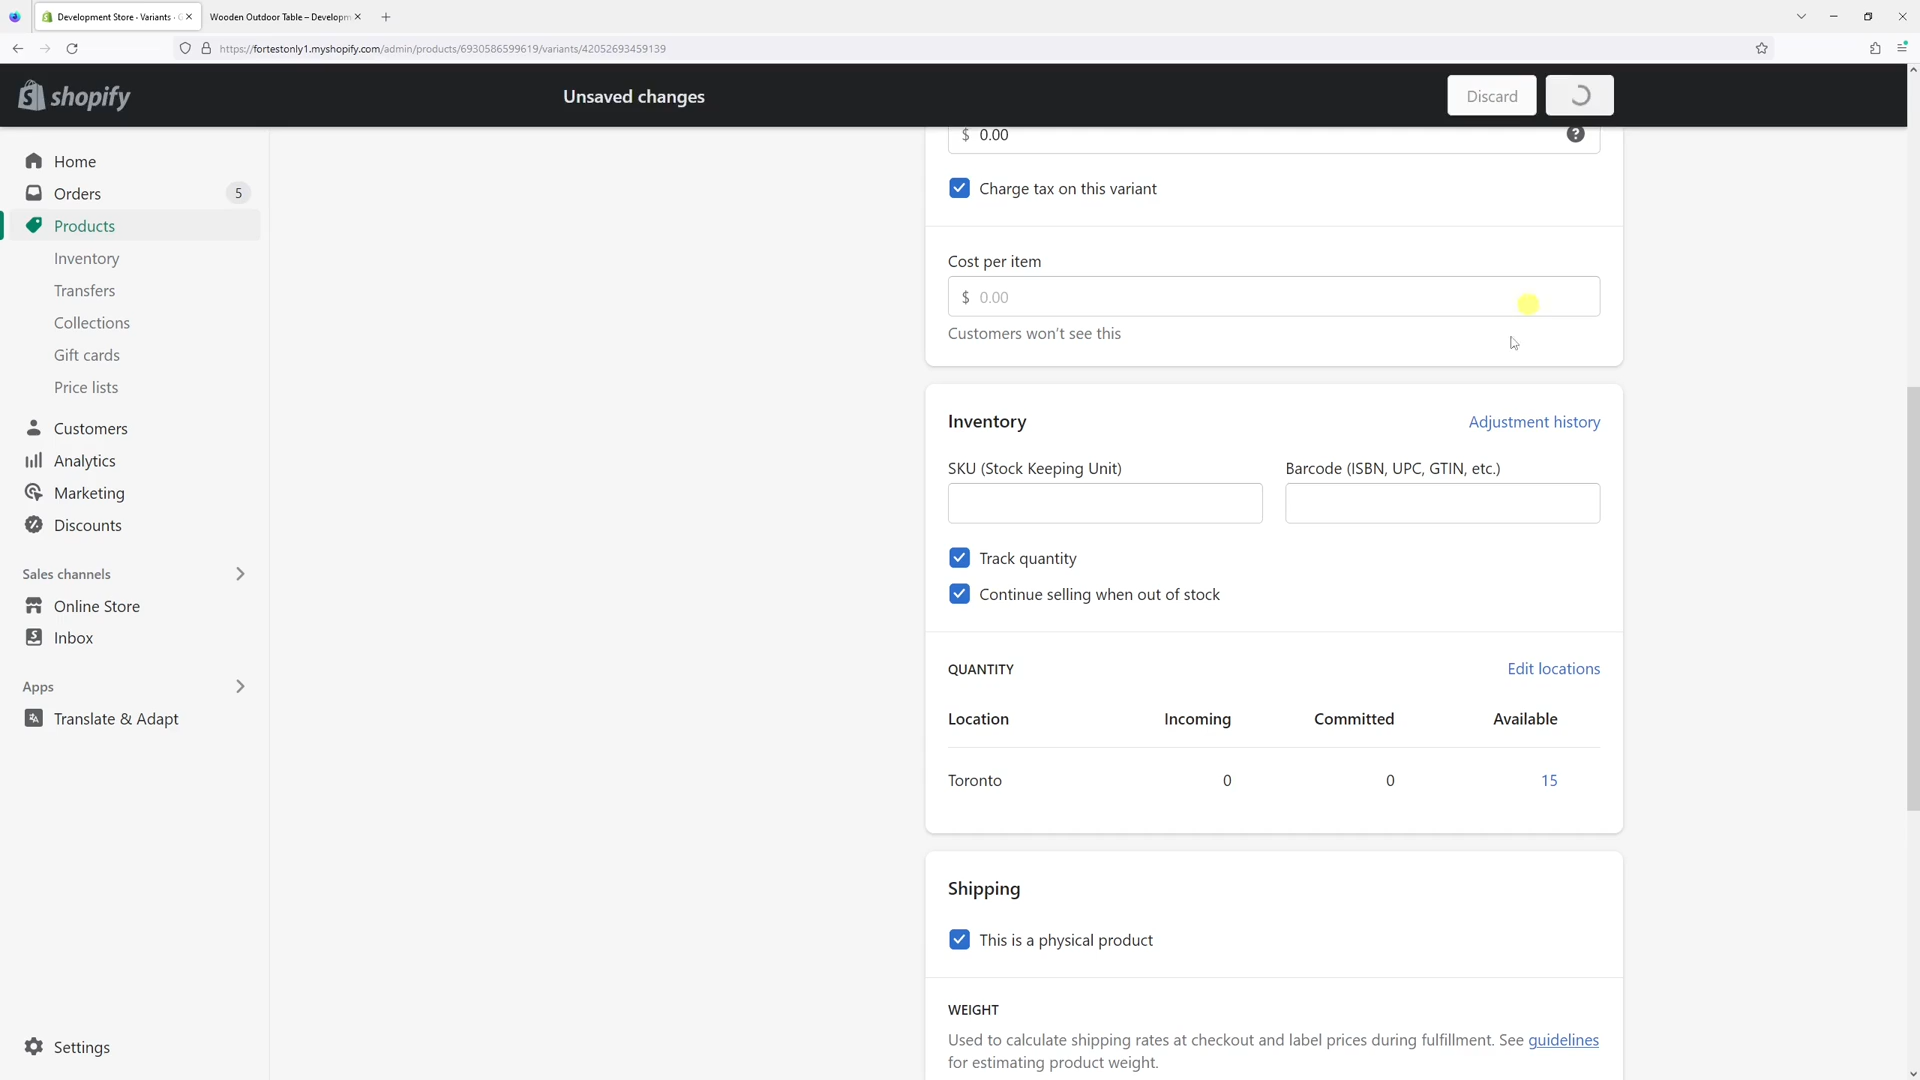 Development Store · Variants · 
Wooden Outdoor Table – Developm
https://fortestonly1.myshopify.com/admin/products/6930586599619/variants/42052693459139
shopify
Unsaved changes
Discard
Home
Orders
5
Products
Inventory
Transfers
Collections
Gift cards
Price lists
Customers
Analytics
Marketing
Discounts
Sales channels
Online Store
Inbox
Apps
Translate & Adapt
Settings
$ 0.00
Charge tax on this variant
Cost per item
$ 0.00
Customers won't see this
Inventory
Adjustment history
SKU (Stock Keeping Unit)
Barcode (ISBN, UPC, GTIN, etc.)
Track quantity
Continue selling when out of stock
QUANTITY
Edit locations
Location Incoming Committed Available
Toronto 0 0 15
Shipping
This is a physical product
WEIGHT
Used to calculate shipping rates at checkout and label prices during fulfillment. See guidelines
for estimating product weight.